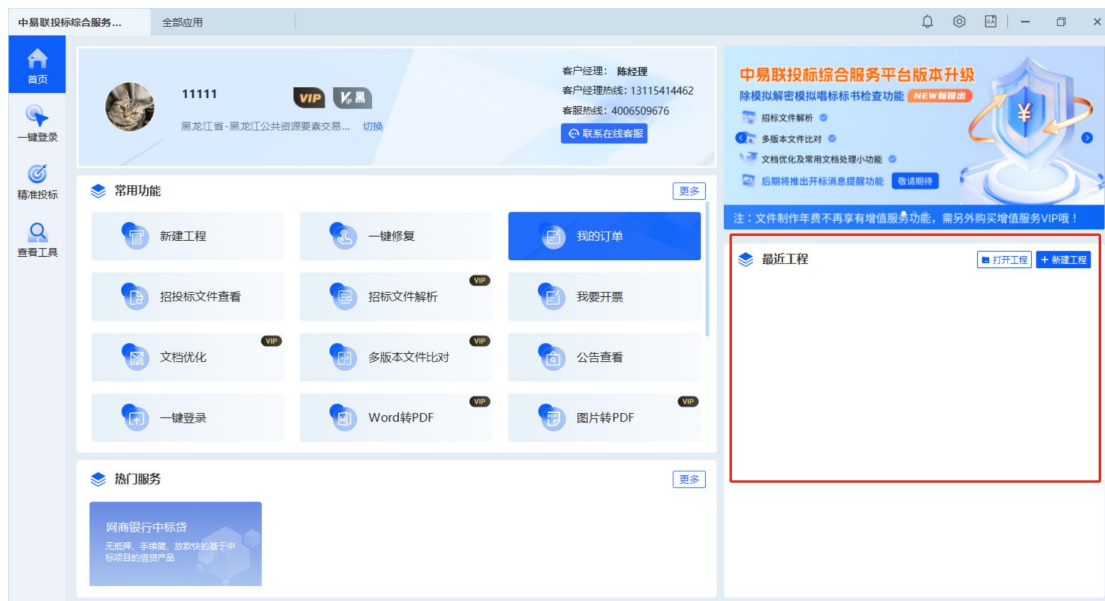 中易联投标综合服务...
全部应用
首页
一键登录
精准投标
查看工具
11111
VIP
黑
黑龙江省-黑龙江公共资源要素交易... 切换
客户经理: 陈经理
客户经理热线: 13115414462
客服热线: 4006509676
联系在线客服
常用功能
更多
新建工程
一键修复
我的订单
招投标文件查看
招标文件解析
VIP
我要开票
文档优化
VIP
多版本文件比对
VIP
公告查看
一键登录
Word转PDF
VIP
图片转PDF
VIP
热门服务
更多
网商银行中标贷
无抵押、手续简、放款快的基于中
标项目的信贷产品
中易联投标综合服务平台版本升级
除模拟解密模拟唱标标书检查功能 NEW新推出
招标文件解析
多版本文件比对
文档优化及常用文档处理小功能
后期将推出开标消息提醒功能 敬请期待
注：文件制作年费不再享有增值服务功能，需另外购买增值服务VIP哦！
最近工程
打开工程
+ 新建工程